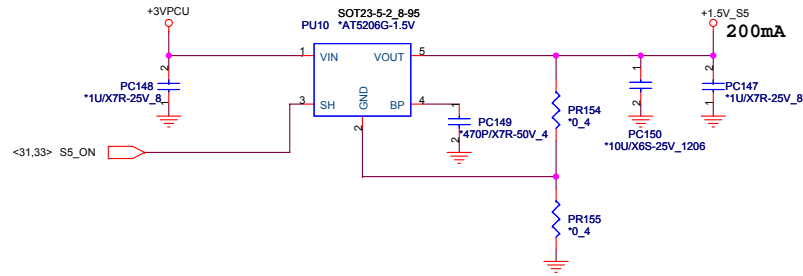 +3VPCU
SOT23-5-2_8-95
PU10 *AT5206G-1.5V
+1.5V_S5
200mA
1 VIN VOUT 5
3 SH GND BP 4
2
2 PC148
*1U/X7R-25V_8
1
1
PC149
*470P/X7R-50V_4
2
PR154
*0_4
1
2
PC150
*10U/X6S-25V_1206
2
PC147
*1U/X7R-25V_8
1
<31,33> S5_ON
PR155
*0_4